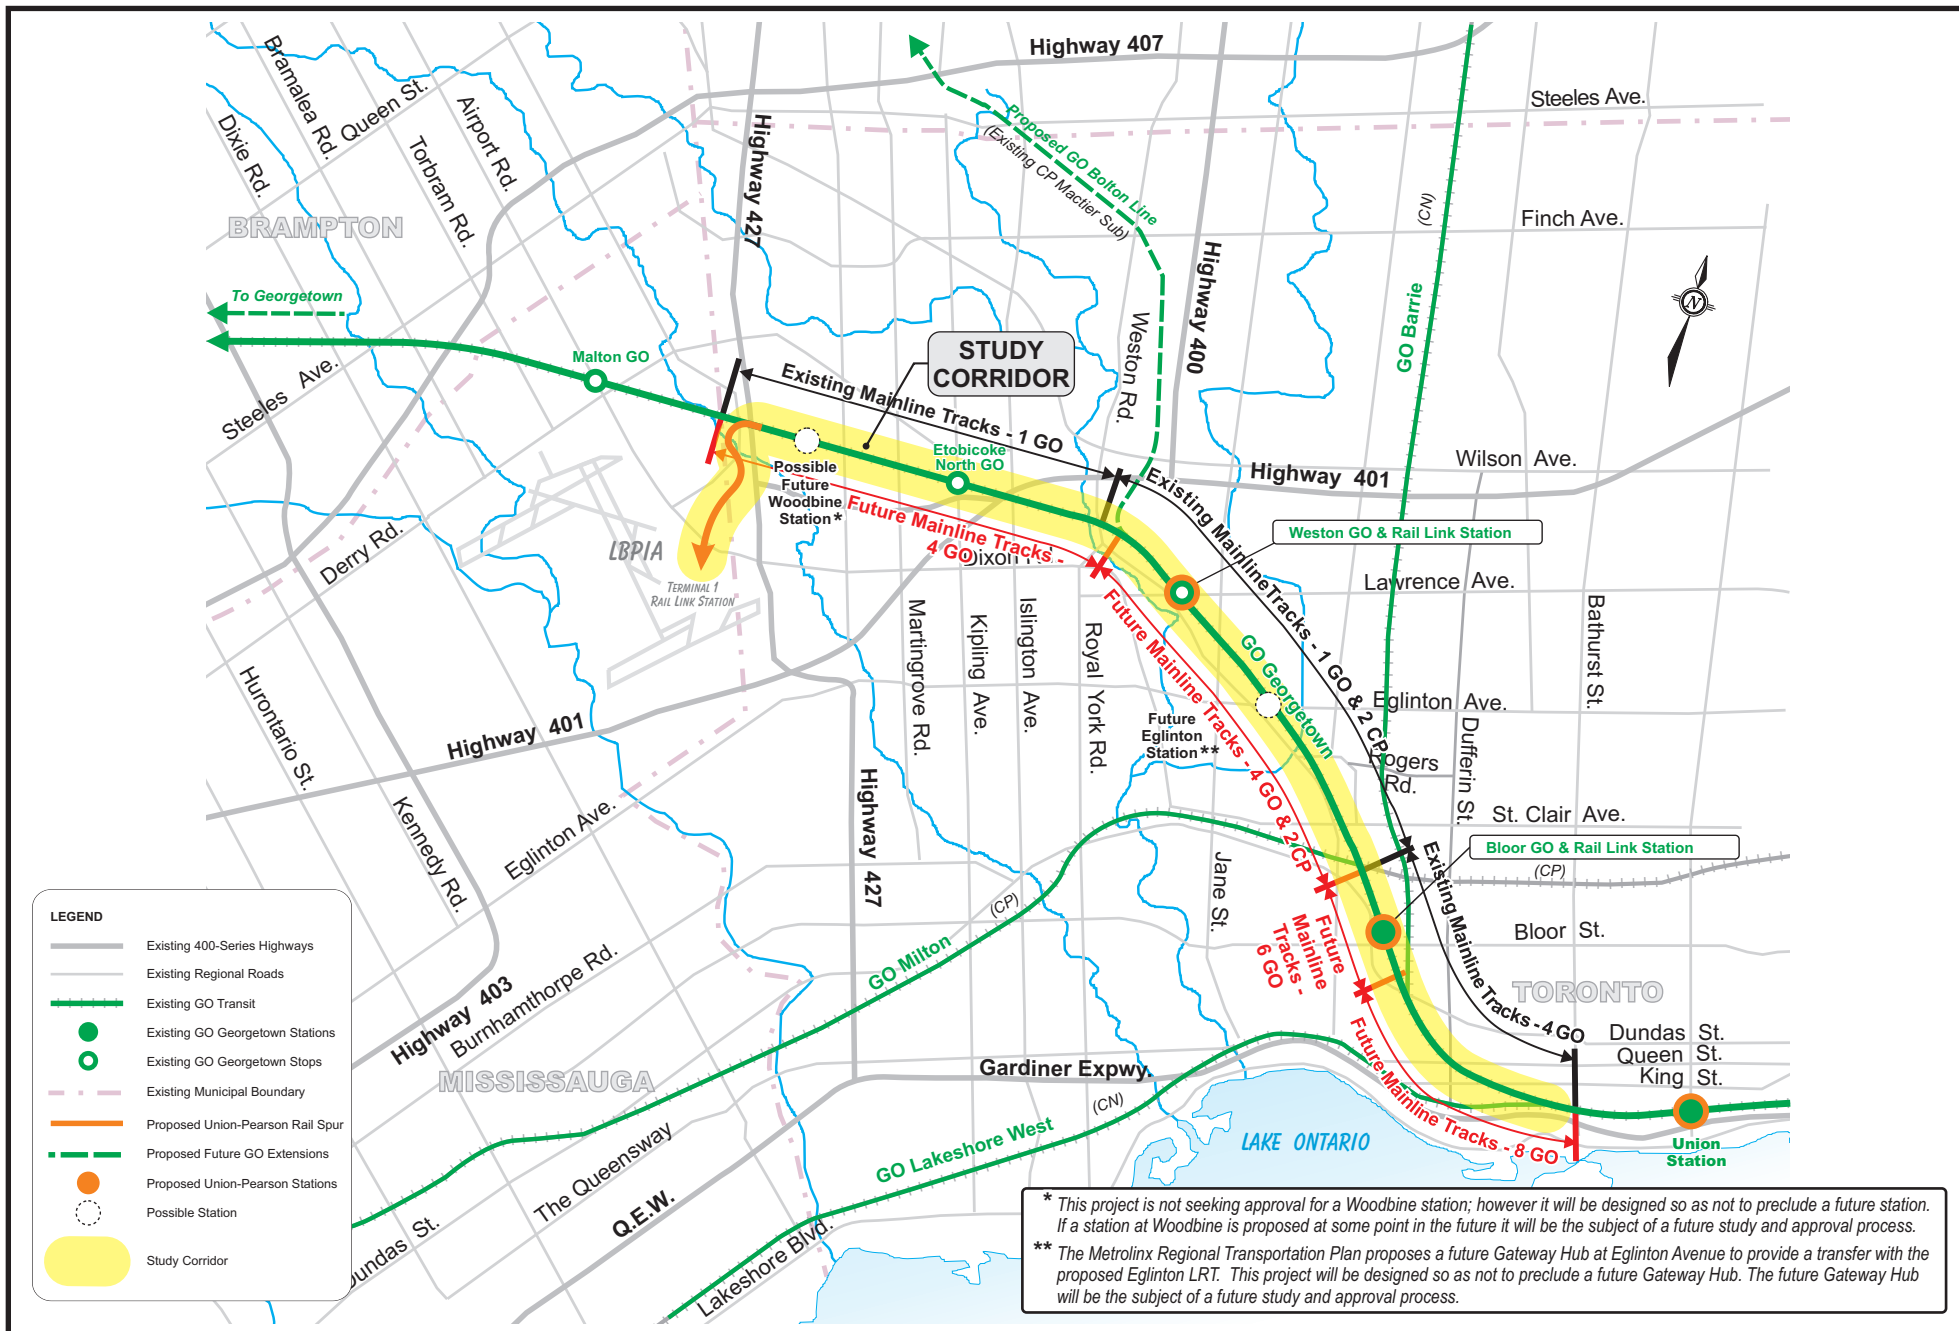 Highway 407
Bramalea Rd.
Queen St.
Airport Rd.
Steeles Ave.
Dixie Rd.
Torbram Rd.
Highway 427
Proposed GO Bolton Line
(Existing CP Mactier Sub)
(CN)
Finch Ave.
BRAMPTON
Highway 400
To Georgetown
GO Barrie
N
Weston Rd.
STUDY
CORRIDOR
Malton GO
Existing Mainline Tracks - 1 GO
Steeles Ave.
Etobicoke
North GO
Wilson Ave.
Possible
Future
Woodbine
Station*
Highway 401
Existing Mainline Tracks - 1 GO & 2 CP
Future Mainline Tracks -
4 GO
Weston GO & Rail Link Station
Dixon Rd.
Derry Rd.
LBPIA
TERMINAL 1
RAIL LINK STATION
Lawrence Ave.
Martingrove Rd.
Kipling Ave.
Islington Ave.
Royal York Rd.
Future Mainline Tracks - 4 GO & 2 CP
GO Georgetown
Bathurst St.
Hurontario St.
Eglinton Ave.
Future
Eglinton
Station**
Dufferin St.
Highway 401
Rogers
Rd.
Highway 427
Kennedy Rd.
Eglinton Ave.
St. Clair Ave.
Bloor GO & Rail Link Station
(CP)
Jane St.
Existing Mainline Tracks - 4 GO
(CP)
Bloor St.
Future
Mainline
Tracks -
6 GO
GO Milton
Burnhamthorpe Rd.
Highway 403
TORONTO
Dundas St.
Queen St.
King St.
MISSISSAUGA
Gardiner Expwy.
(CN)
Future Mainline Tracks - 8 GO
LAKE ONTARIO
Union
Station
GO Lakeshore West
The Queensway
Q.E.W.
Dundas St.
Lakeshore Blvd.
LEGEND
Existing 400-Series Highways
Existing Regional Roads
Existing GO Transit
Existing GO Georgetown Stations
Existing GO Georgetown Stops
Existing Municipal Boundary
Proposed Union-Pearson Rail Spur
Proposed Future GO Extensions
Proposed Union-Pearson Stations
Possible Station
Study Corridor
* This project is not seeking approval for a Woodbine station; however it will be designed so as not to preclude a future station.
If a station at Woodbine is proposed at some point in the future it will be the subject of a future study and approval process.
** The Metrolinx Regional Transportation Plan proposes a future Gateway Hub at Eglinton Avenue to provide a transfer with the
proposed Eglinton LRT. This project will be designed so as not to preclude a future Gateway Hub. The future Gateway Hub
will be the subject of a future study and approval process.